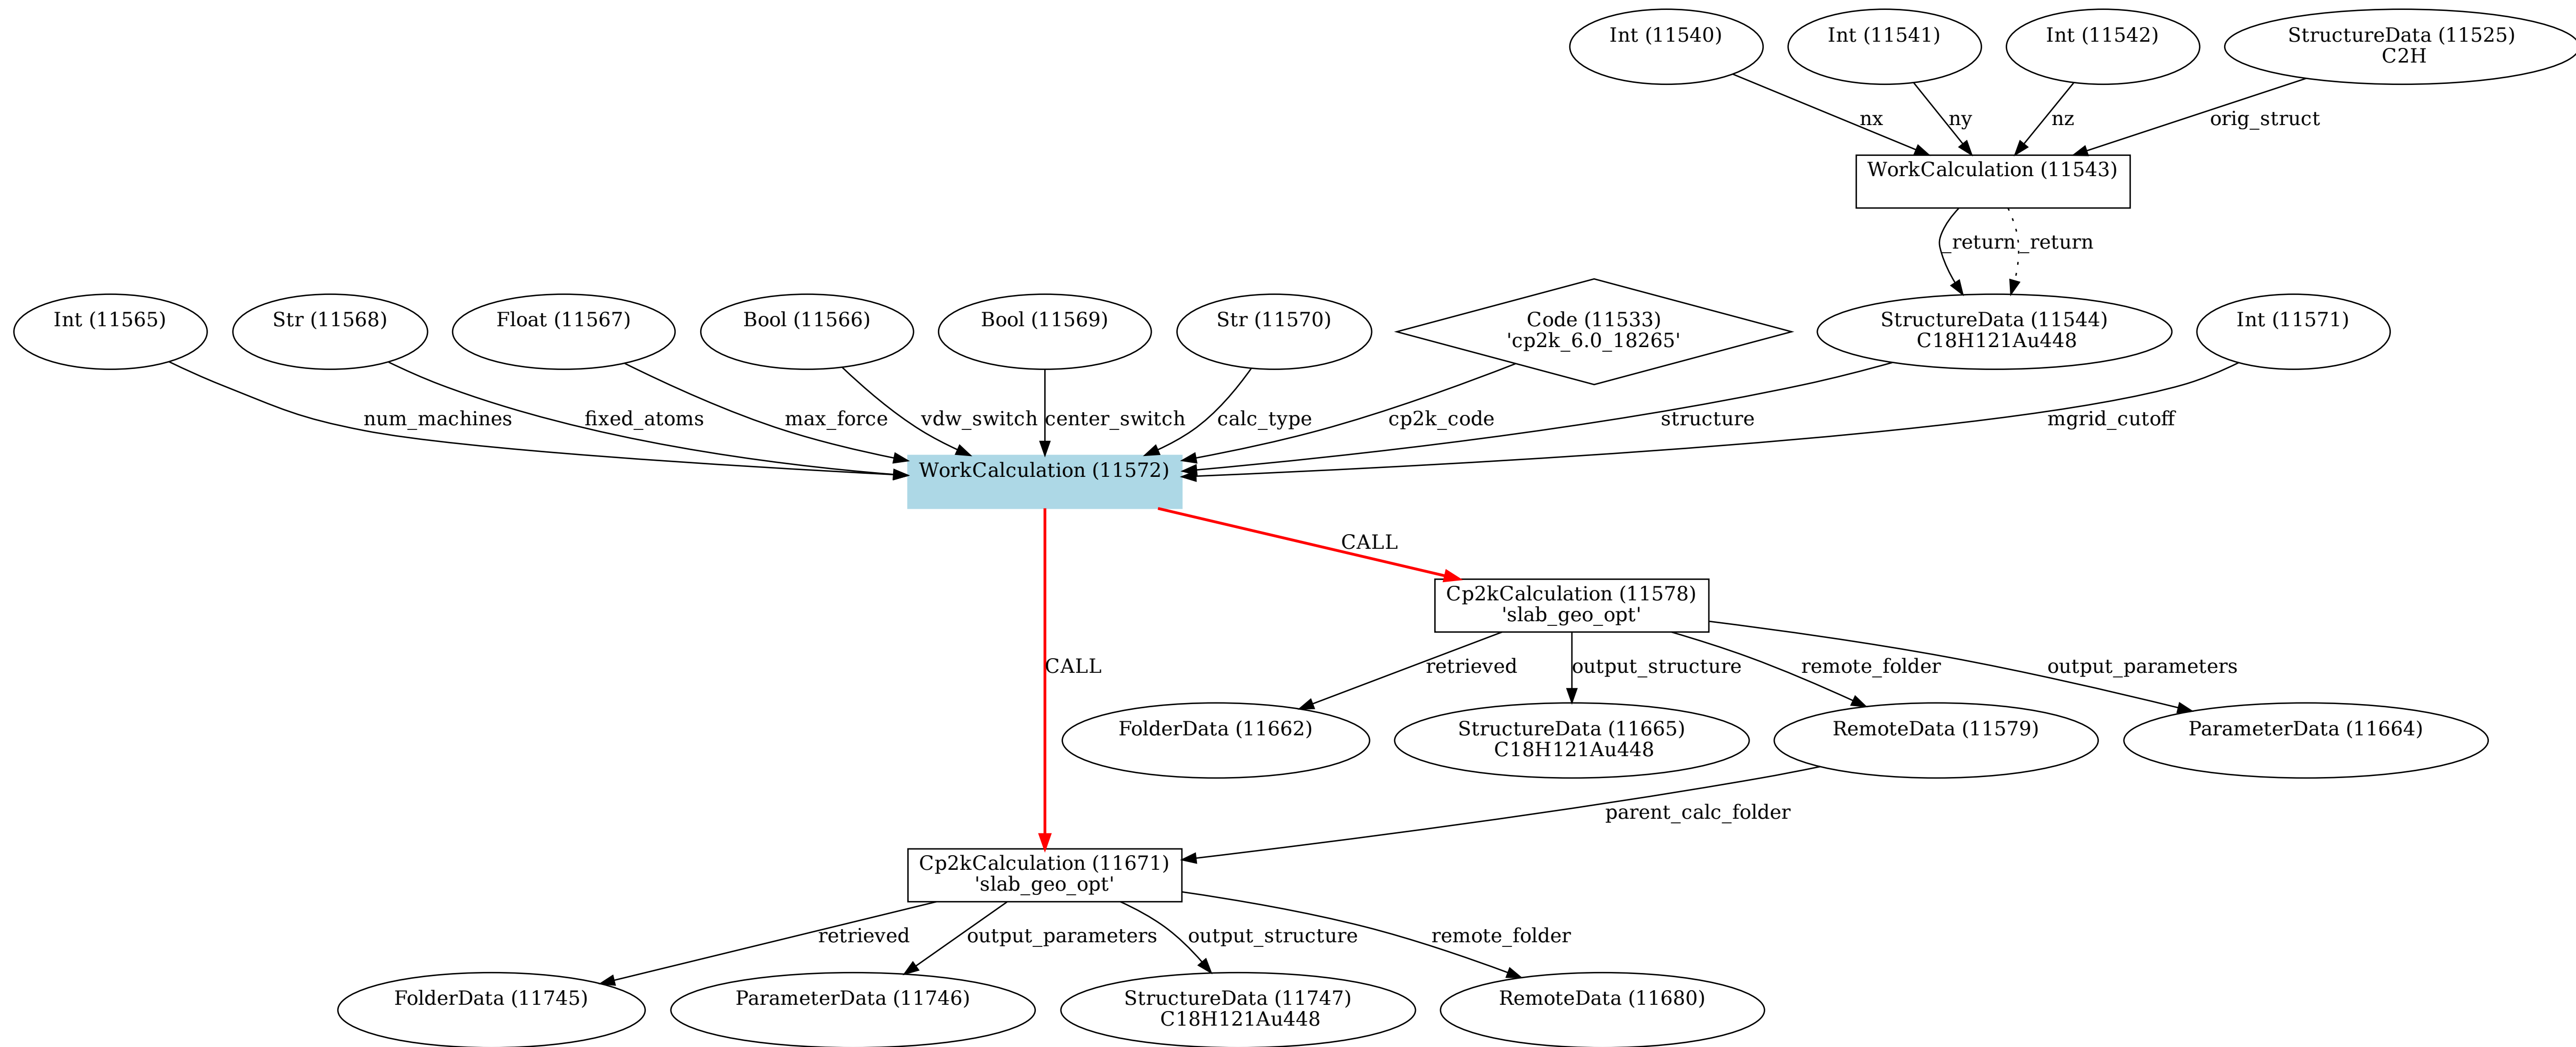 Int (11540)
Int (11541)
Int (11542)
StructureData (11525)
C2H
nx
ny
nz
orig_struct
WorkCalculation (11543)
_return
_return
Int (11565)
Str (11568)
Float (11567)
Bool (11566)
Bool (11569)
Str (11570)
Code (11533)
'cp2k_6.0_18265'
StructureData (11544)
C18H121Au448
Int (11571)
num_machines
fixed_atoms
max_force
vdw_switch
center_switch
calc_type
cp2k_code
structure
mgrid_cutoff
WorkCalculation (11572)
CALL
Cp2kCalculation (11578)
'slab_geo_opt'
CALL
retrieved
output_structure
remote_folder
output_parameters
FolderData (11662)
StructureData (11665)
C18H121Au448
RemoteData (11579)
ParameterData (11664)
parent_calc_folder
Cp2kCalculation (11671)
'slab_geo_opt'
retrieved
output_parameters
output_structure
remote_folder
FolderData (11745)
ParameterData (11746)
StructureData (11747)
C18H121Au448
RemoteData (11680)